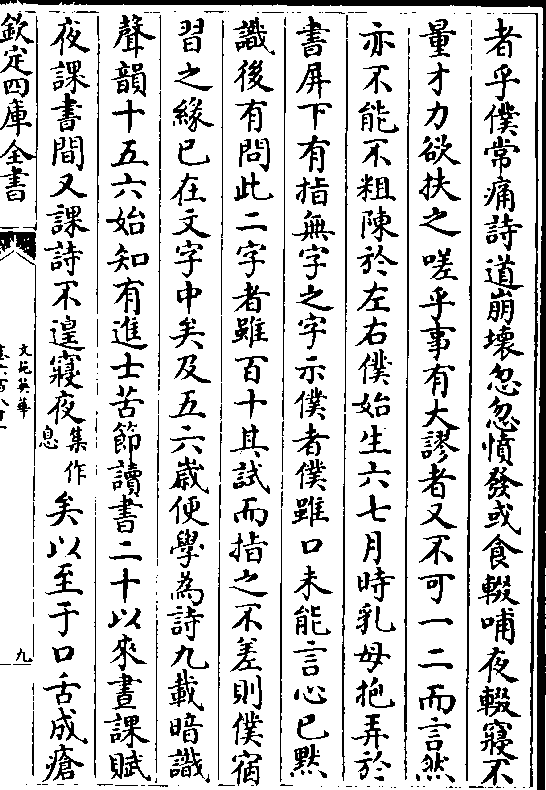 者乎僕常痛詩道崩壞忽忽憤發或食輟哺夜輟寢不
量才力欲扶之嗟乎事有大謬者又不可一二而言然
亦不能不粗陳於左右僕始生六七月時乳母抱弄於
書屏下有指無字之字示僕者僕雖口未能言心已黙
識後有問此二字者雖百十其試而指之不差則僕宿
習之緣已在文字中矣及五六嵗便學為詩九載暗識
聲韻十五六始知有進士苦節讀書二十以來晝課賦
夜課書間又課詩不遑寢夜集作息矣以至于口舌成瘡
欽定四庫全書
文苑英華
九